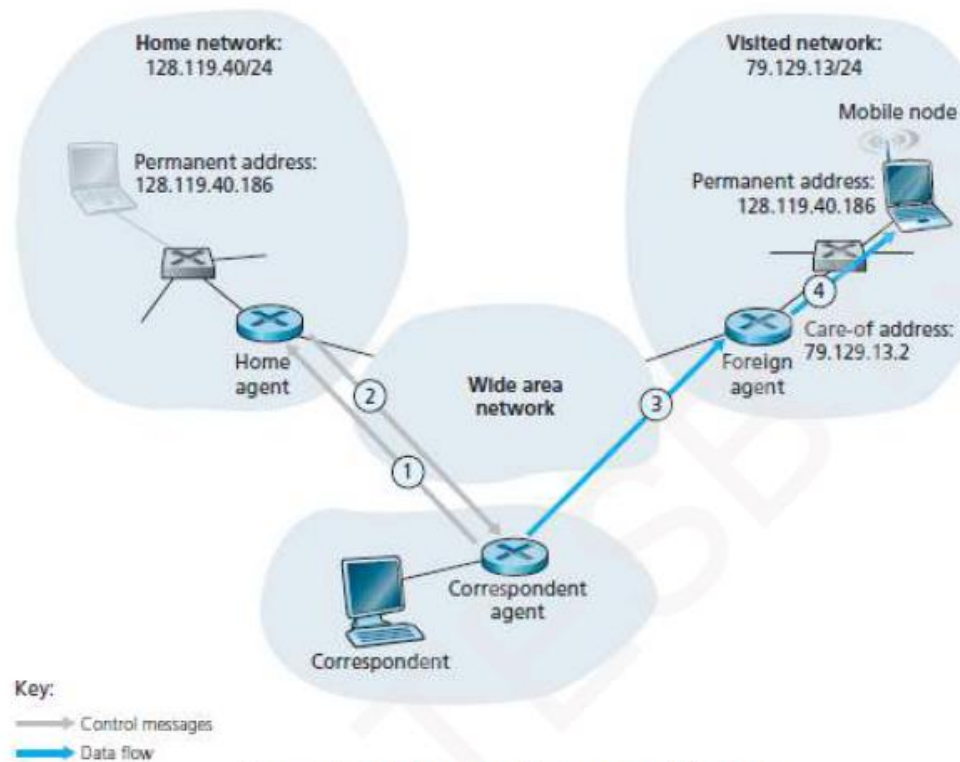 Home network:
128.119.40/24
Visited network:
79.129.13/24
Mobile node
Permanent address:
128.119.40.186
Permanent address:
128.119.40.186
4
Care-of address:
79.129.13.2
Home
agent
Foreign
agent
Wide area
network
2
3
1
Correspondent
agent
Correspondent
Key:
Control messages
Data flow